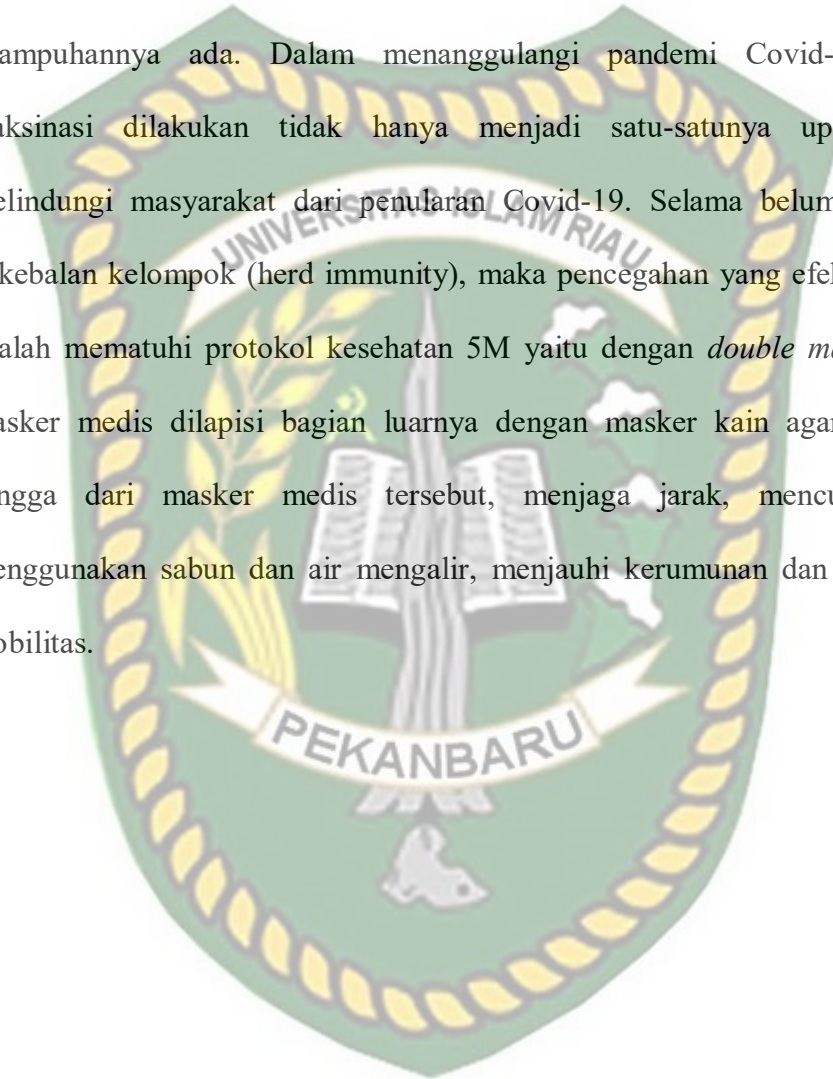 ampuhannya ada. Dalam menanggulangi pandemi Covid-
aksinasi dilakukan tidak hanya menjadi satu-satunya up
elindungi masyarakat dari penularan Covid-19. Selama belum
UNIVERSITAS ISLAM RIAU
kebalan kelompok (herd immunity), maka pencegahan yang efe
alah mematuhi protokol kesehatan 5M yaitu dengan double ma
asker medis dilapisi bagian luarnya dengan masker kain agar
ngga dari masker medis tersebut, menjaga jarak, mencu
enggunakan sabun dan air mengalir, menjauhi kerumunan dan
obilitas.
PEKANBARU